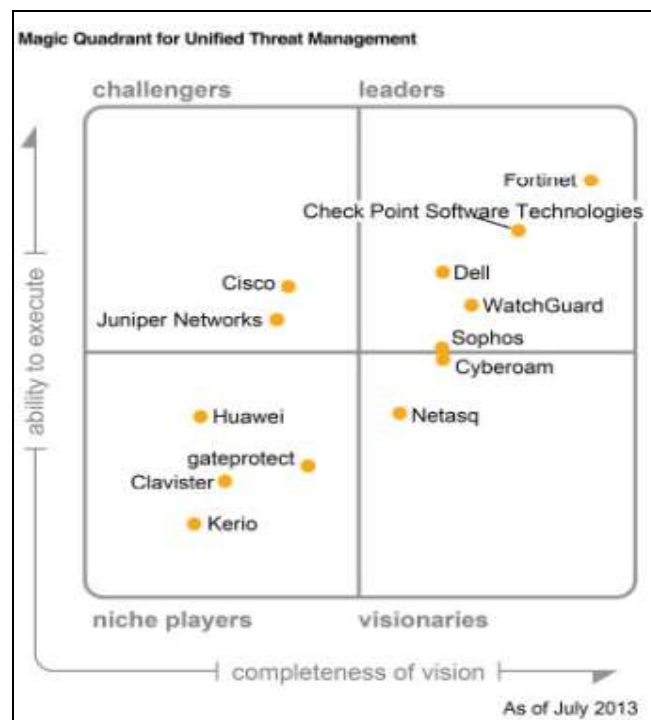 Magic Quadrant for Unified Threat Management
challengers
leaders
Fortinet
Check Point Software Technologies
Dell
Cisco
WatchGuard
Juniper Networks
Sophos
Cyberoam
Huawei
Netasq
gateprotect
Clavister
Kerio
niche players
visionaries
ability to execute
completeness of vision
As of July 2013